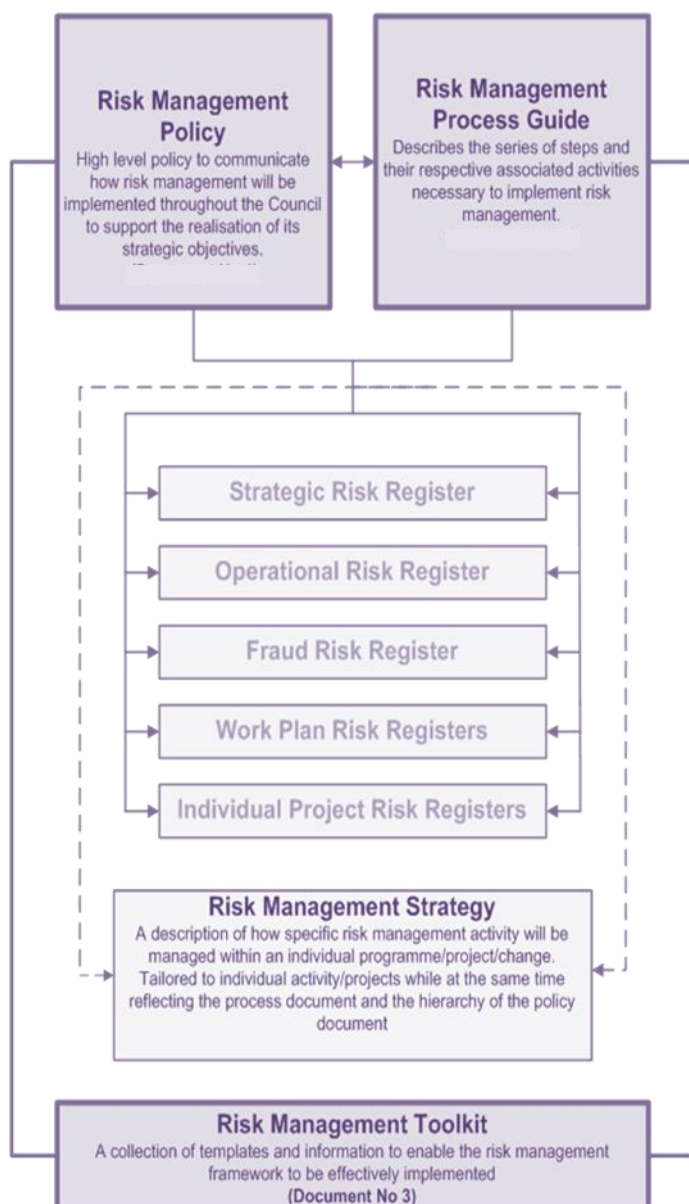 Risk Management
Policy
High level policy to communicate
how risk management will be
implemented throughout the Council
to support the realisation of its
strategic objectives.
Risk Management
Process Guide
Describes the series of steps and
their respective associated activities
necessary to implement risk
management.
Strategic Risk Register
Operational Risk Register
Fraud Risk Register
Work Plan Risk Registers
Individual Project Risk Registers
Risk Management Strategy
A description of how specific risk management activity will be
managed within an individual programme/project/change.
Tailored to individual activity/projects while at the same time
reflecting the process document and the hierarchy of the policy
document
Risk Management Toolkit
A collection of templates and information to enable the risk management
framework to be effectively implemented
(Document No 3)